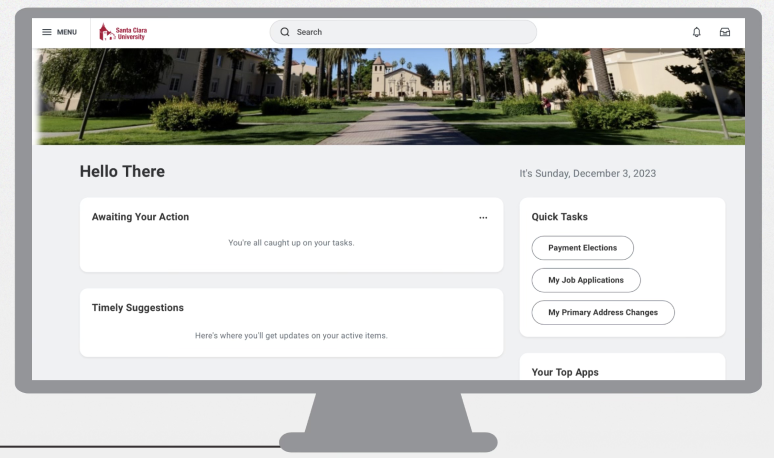 MENU
Santa Clara
University
Search
Hello There
It's Sunday, December 3, 2023
Awaiting Your Action
You're all caught up on your tasks.
Timely Suggestions
Here's where you'll get updates on your active items.
Quick Tasks
Payment Elections
My Job Applications
My Primary Address Changes
Your Top Apps